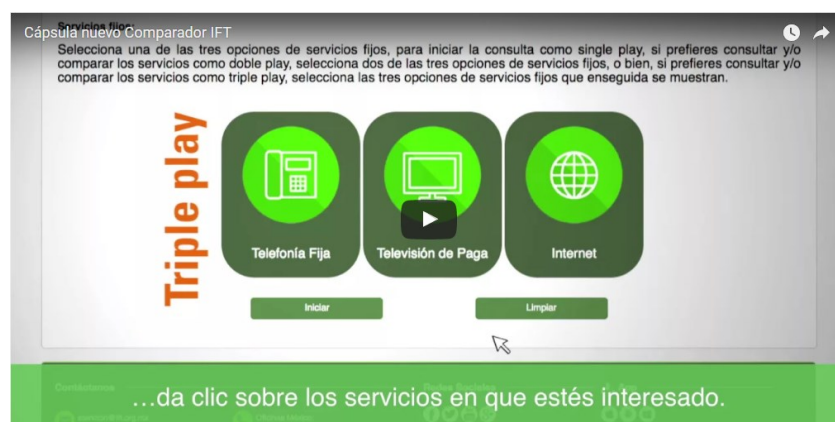 Cápsula nuevo Comparador IFT
Servicios fijos:
Selecciona una de las tres opciones de servicios fijos, para iniciar la consulta como single play, si prefieres consultar y/o
comparar los servicios como doble play, selecciona dos de las tres opciones de servicios fijos, o bien, si prefieres consultar y/o
comparar los servicios como triple play, selecciona las tres opciones de servicios fijos que enseguida se muestran.
Triple play
Telefonía Fija Televisión de Paga Internet
Iniciar Limpiar
Contáctanos Redes Sociales
…da clic sobre los servicios en que estés interesado.